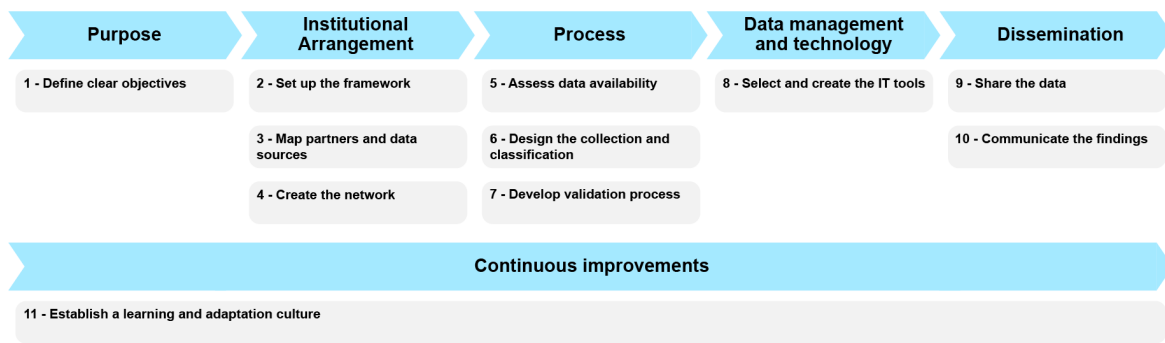 Purpose
Institutional
Arrangement
Process
Data management
and technology
Dissemination
1 - Define clear objectives
2 - Set up the framework
3 - Map partners and data
sources
4 - Create the network
5 - Assess data availability
6 - Design the collection and
classification
7 - Develop validation process
8 - Select and create the IT tools
9 - Share the data
10 - Communicate the findings
Continuous improvements
11 - Establish a learning and adaptation culture